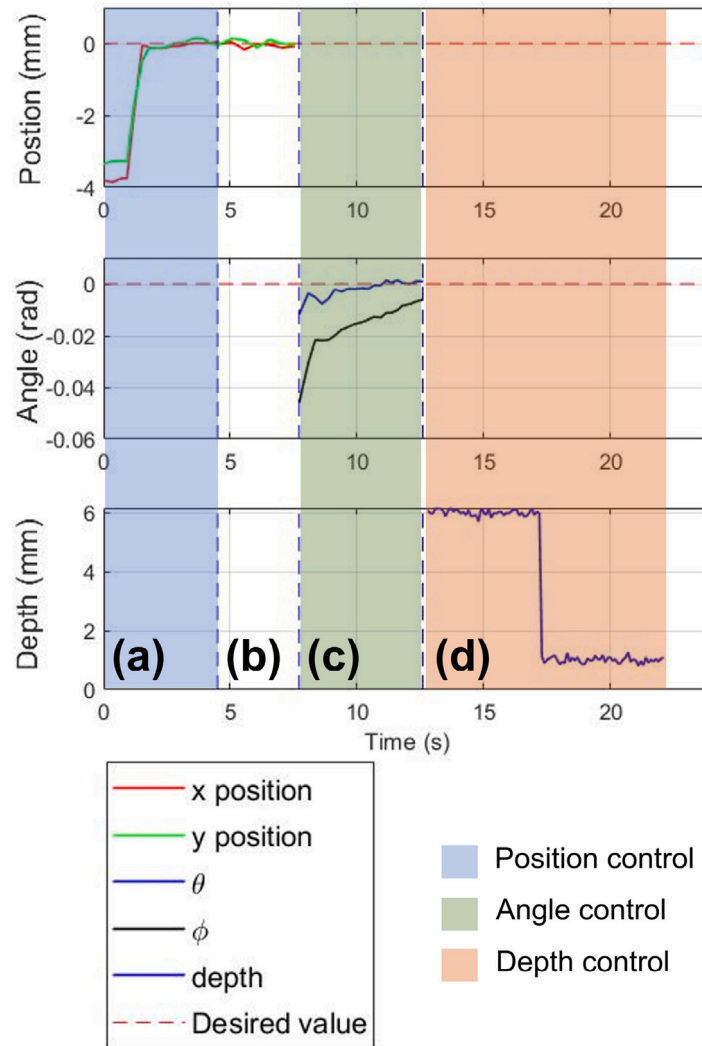 Postion (mm)
0
-2
-4
0 5 10 15 20
Angle (rad)
0
-0.02
-0.04
-0.06
0 5 10 15 20
Depth (mm)
6
4
2
0
(a) (b) (c) (d)
0 5 10 15 20
Time (s)
x position
y position
θ
ϕ
depth
Desired value
Position control
Angle control
Depth control